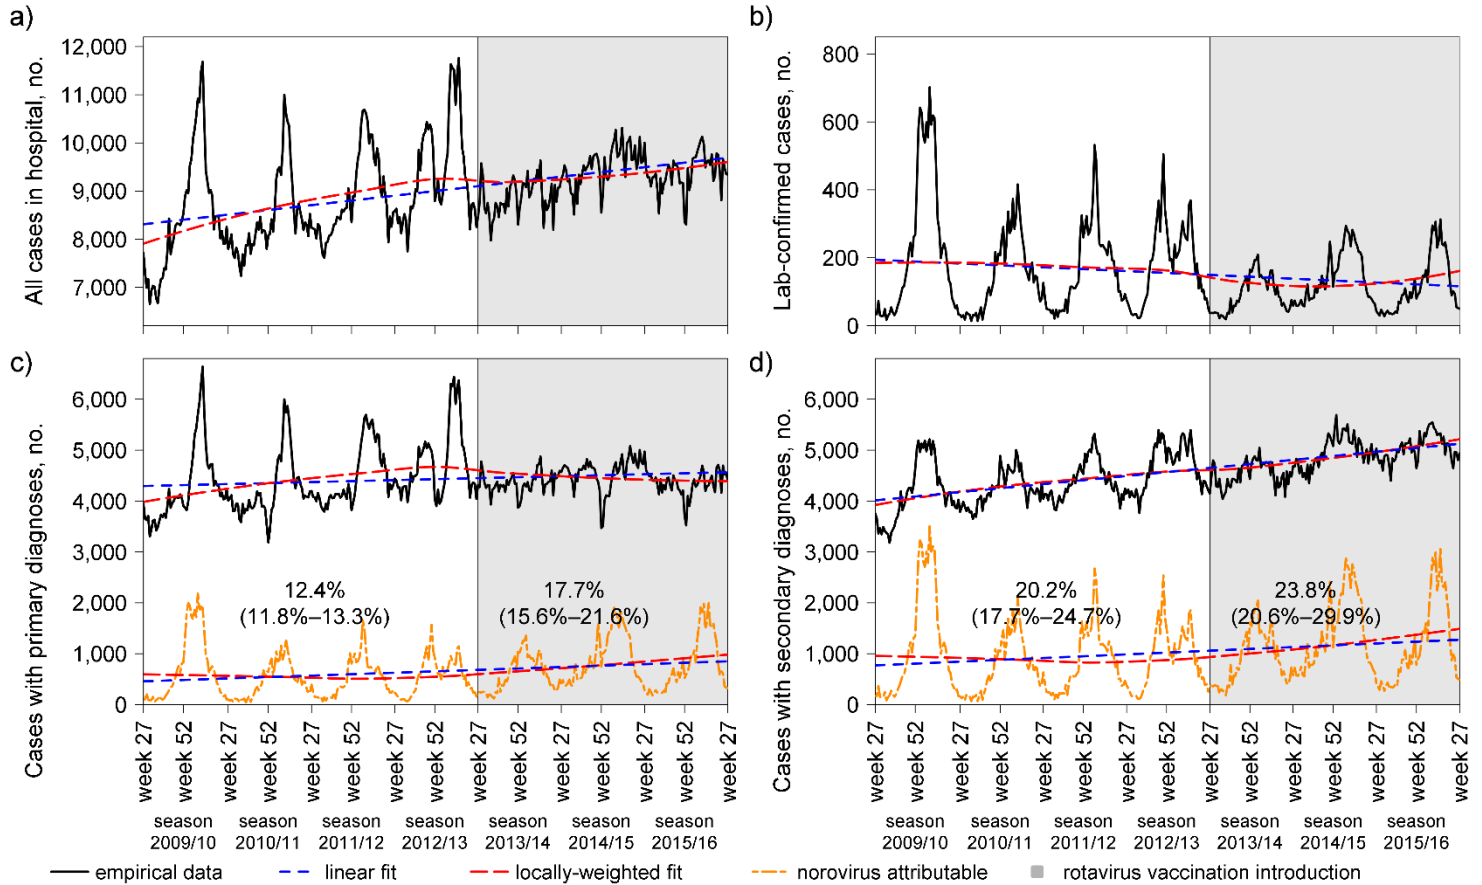 a)
All cases in hospital, no.
12,000
11,000
10,000
9,000
8,000
7,000
b)
Lab-confirmed cases, no.
800
600
400
200
0
c)
Cases with primary diagnoses, no.
6,000
5,000
4,000
3,000
2,000
1,000
0
12.4%
(11.8%–13.3%)
17.7%
(15.6%–21.6%)
week 27
week 52
week 27
week 52
week 27
week 52
week 27
week 52
week 27
week 52
week 27
week 52
week 27
week 52
week 27
season
2009/10
season
2010/11
season
2011/12
season
2012/13
season
2013/14
season
2014/15
season
2015/16
d)
Cases with secondary diagnoses, no.
6,000
5,000
4,000
3,000
2,000
1,000
0
20.2%
(17.7%–24.7%)
23.8%
(20.6%–29.9%)
week 27
week 52
week 27
week 52
week 27
week 52
week 27
week 52
week 27
week 52
week 27
week 52
week 27
week 52
week 27
season
2009/10
season
2010/11
season
2011/12
season
2012/13
season
2013/14
season
2014/15
season
2015/16
empirical data
linear fit
locally-weighted fit
norovirus attributable
rotavirus vaccination introduction